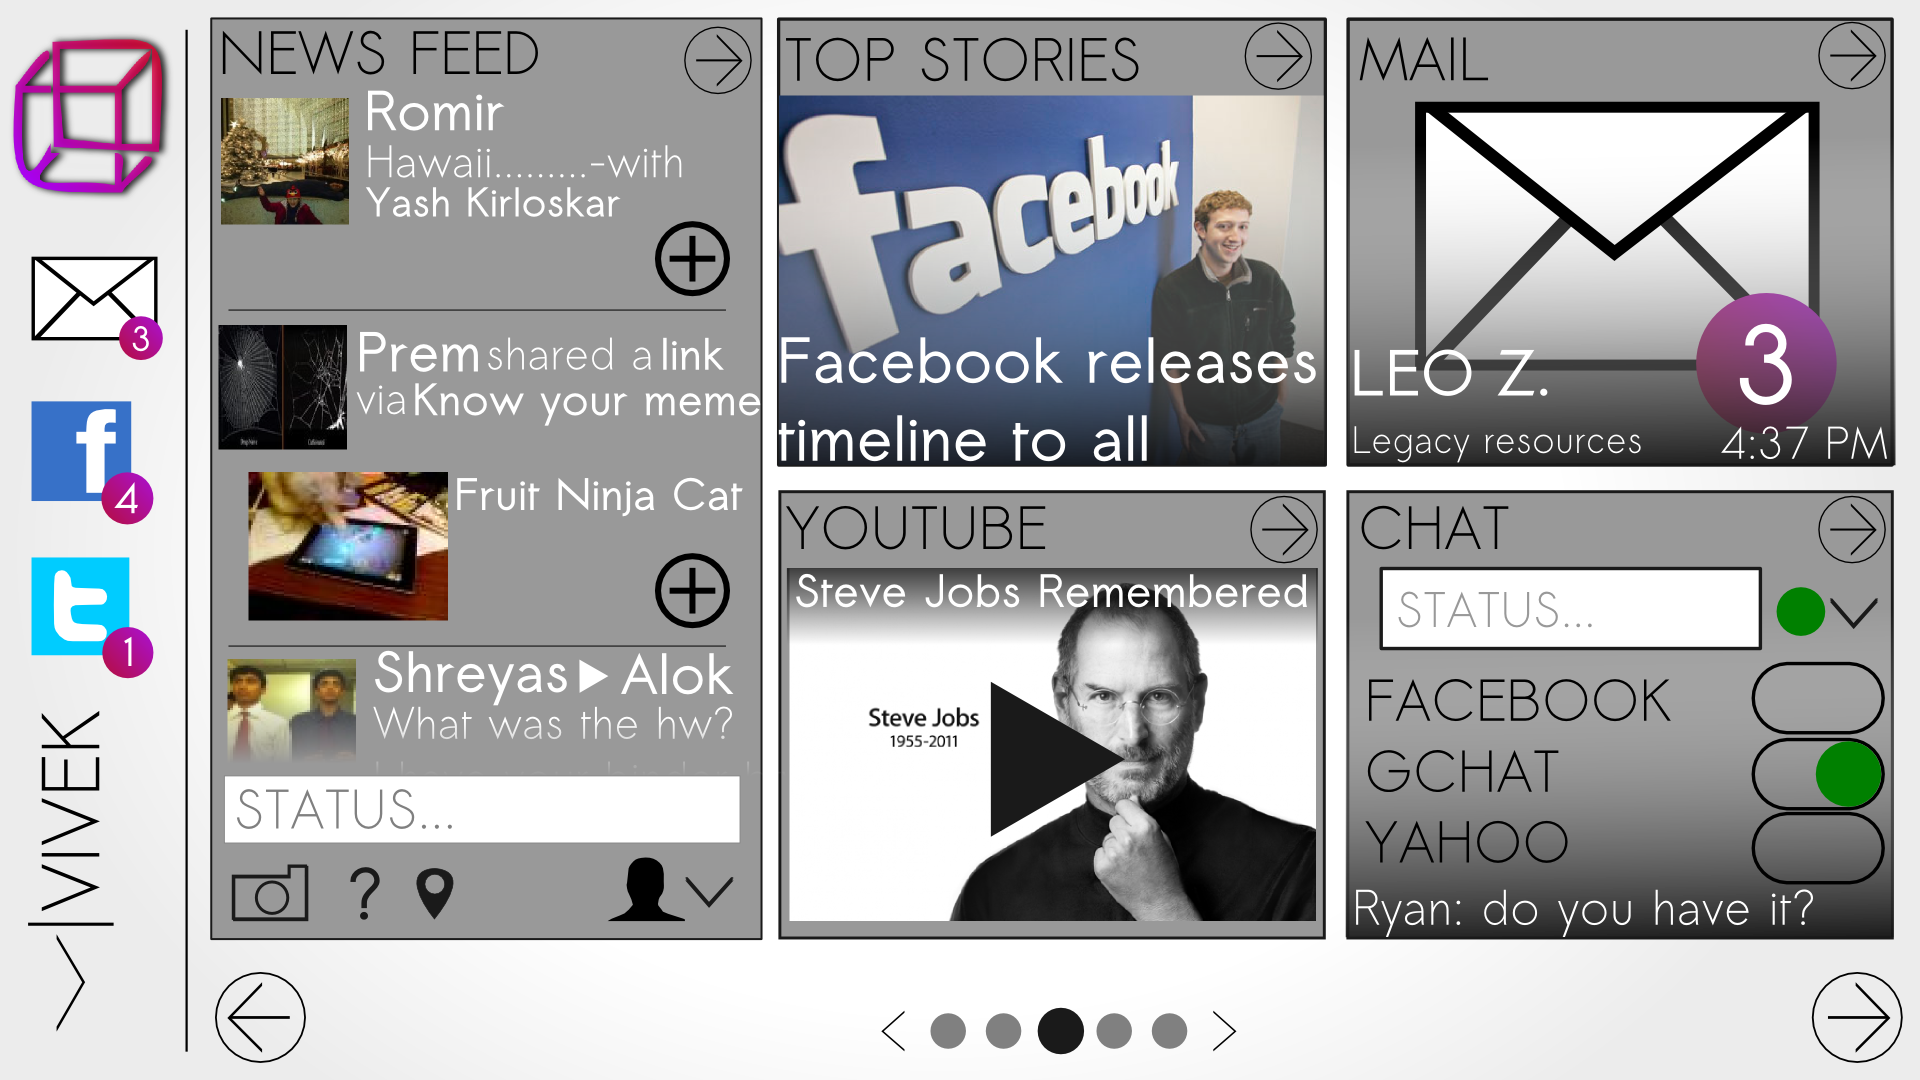 3
4
1
VIVEK
NEWS FEED
Romir
Hawaii.........-with
Yash Kirloskar
Prem shared a link
via Know your meme
Fruit Ninja Cat
Shreyas Alok
What was the hw?
STATUS...
?
TOP STORIES
facebook
Facebook releases
timeline to all
YOUTUBE
Steve Jobs Remembered
Steve Jobs
1955-2011
MAIL
3
LEO Z.
Legacy resources 4:37 PM
CHAT
STATUS...
FACEBOOK
GCHAT
YAHOO
Ryan: do you have it?